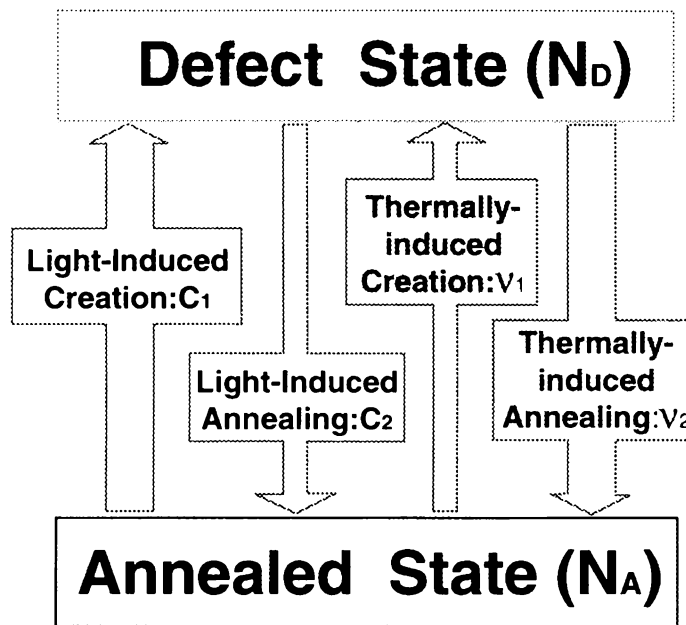 Defect State (ND)
Light-Induced
Creation:C1
Light-Induced
Annealing:C2
Thermally-
induced
Creation:ν1
Thermally-
induced
Annealing:ν2
Annealed State (NA)